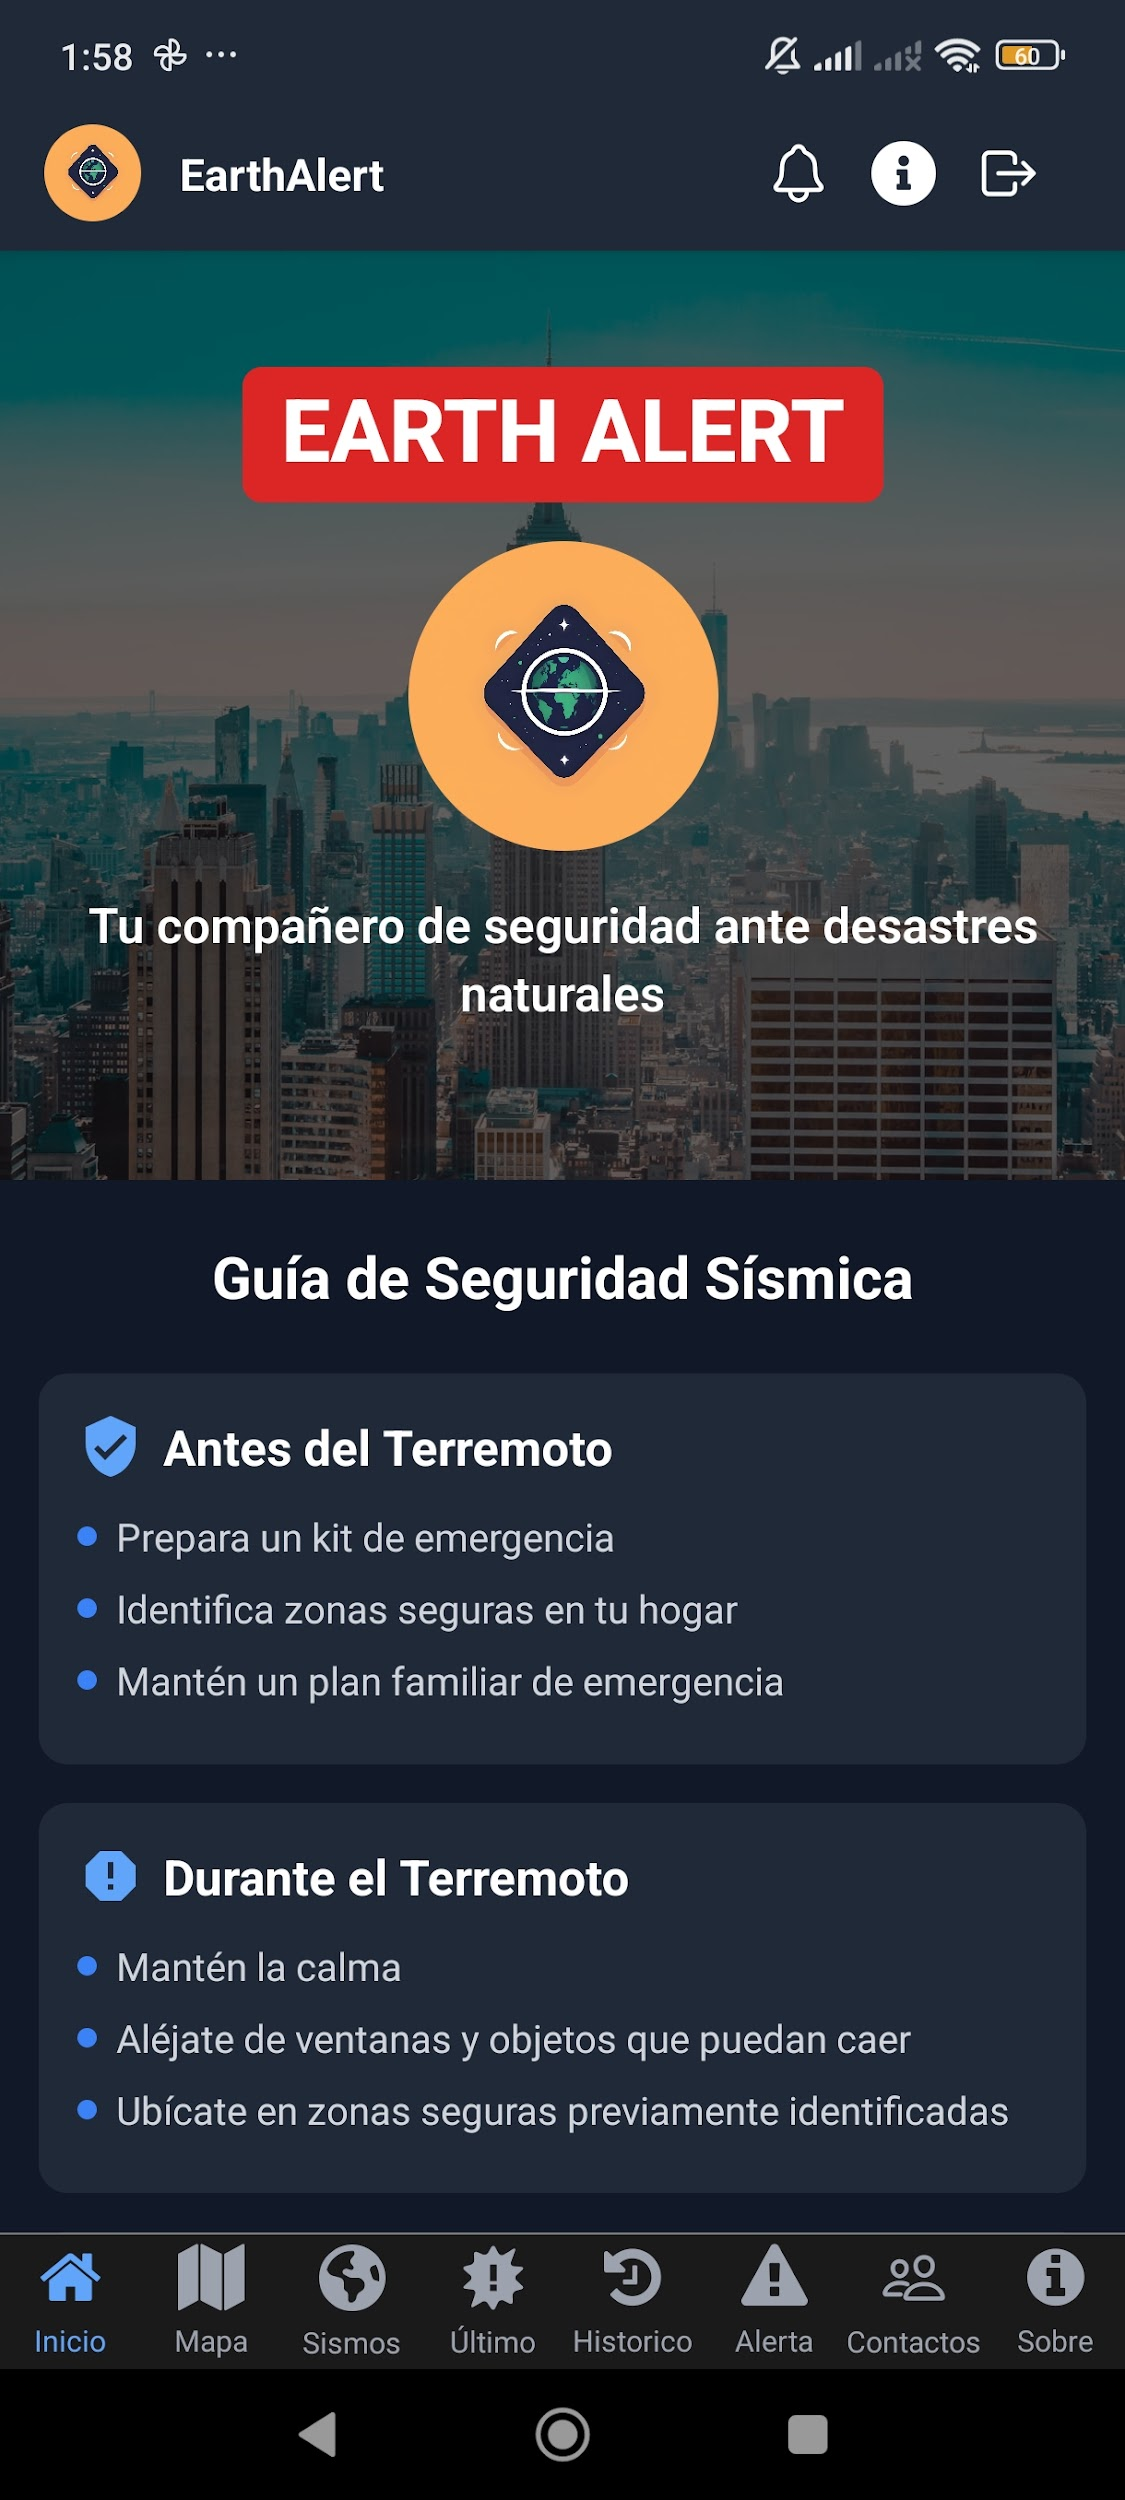 1:58
60
EarthAlert
EARTH ALERT
Tu compañero de seguridad ante desastres
naturales
Guía de Seguridad Sísmica
Antes del Terremoto
Prepara un kit de emergencia
Identifica zonas seguras en tu hogar
Mantén un plan familiar de emergencia
Durante el Terremoto
Mantén la calma
Aléjate de ventanas y objetos que puedan caer
Ubícate en zonas seguras previamente identificadas
Inicio Mapa Sismos Último Historico Alerta Contactos Sobre